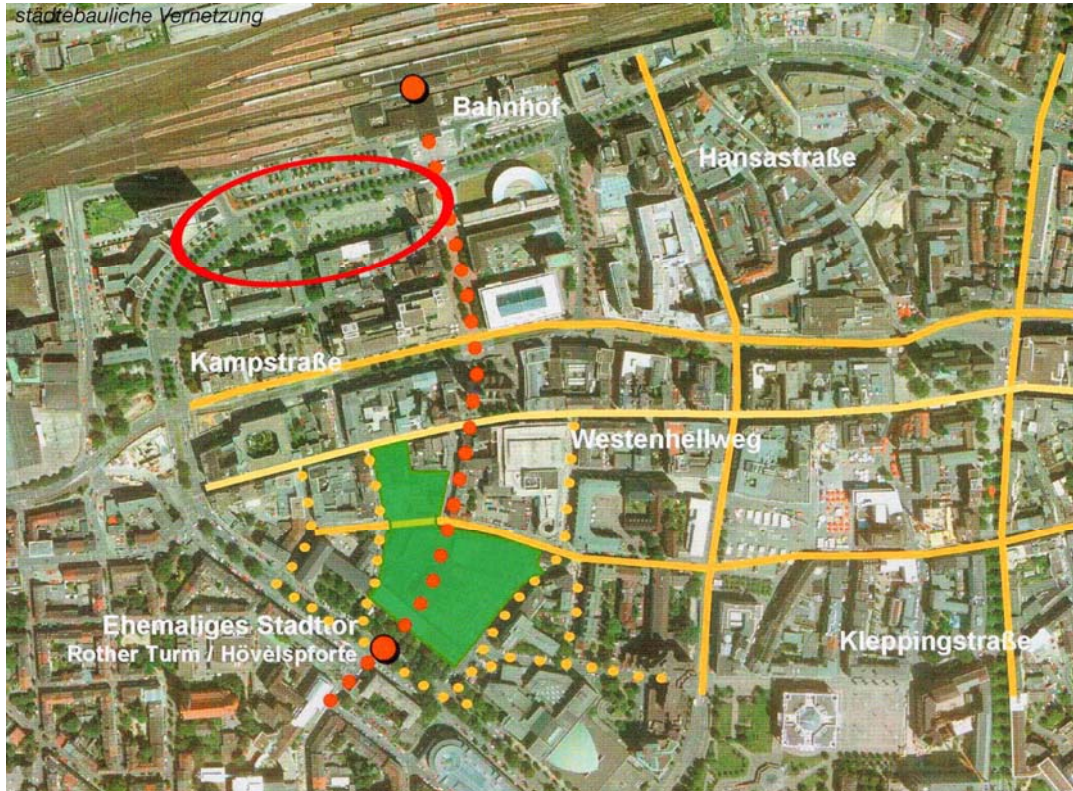 städtebauliche Vernetzung
Bahnhof
Hansastraße
Kampstraße
Westenhellweg
Ehemaliges Stadttor
Rother Turm / Hövelspforte
Kleppingstraße